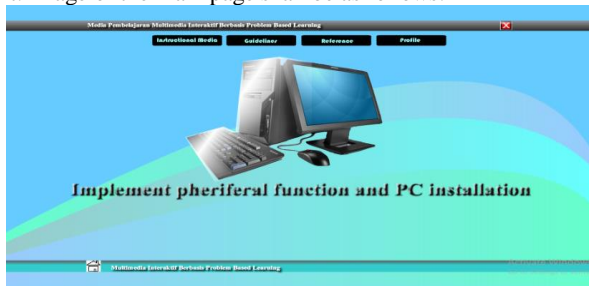 Media Pembelajaran Multimedia Interaktif Berbasis Problem Based Learning
Instructional Media Guidelines Reference Profile
Implement pheriferal function and PC installation
Multimedia Interaktif Berbasis Problem Based Learning